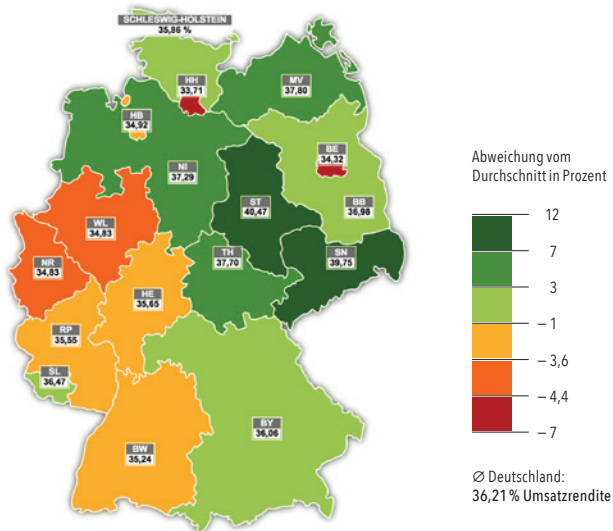 SCHLESWIG-HOLSTEIN
35,86 %
HH
33,71
MV
37,80
HB
34,92
BE
34,32
NI
37,29
ST
40,47
BB
36,98
WL
34,83
NR
34,83
TH
37,70
SN
39,75
HE
35,65
RP
35,55
SL
36,47
BY
36,06
BW
35,24
Abweichung vom
Durchschnitt in Prozent
12
7
3
– 1
– 3,6
– 4,4
– 7
Ø Deutschland:
36,21 % Umsatzrendite